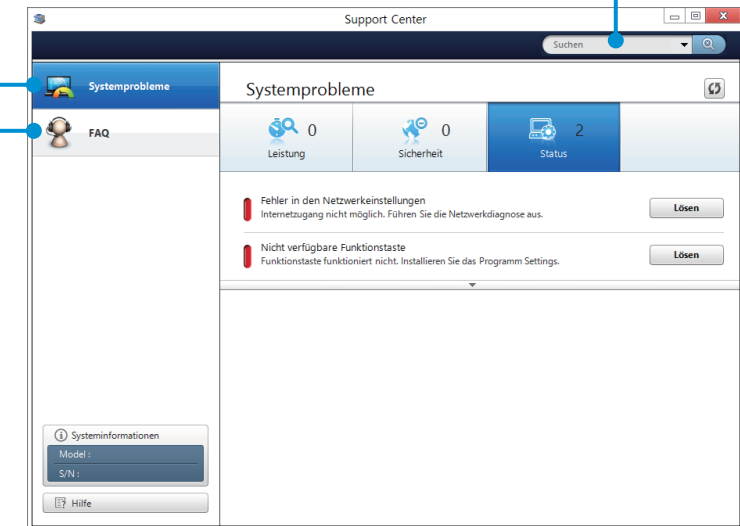 Support Center
Suchen
Systemprobleme
FAQ
Systemprobleme
0
Leistung
0
Sicherheit
2
Status
Fehler in den Netzwerkeinstellungen
Internetzugang nicht möglich. Führen Sie die Netzwerkdiagnose aus.
Lösen
Nicht verfügbare Funktionstaste
Funktionstaste funktioniert nicht. Installieren Sie das Programm Settings.
Lösen
Systeminformationen
Model :
S/N :
Hilfe